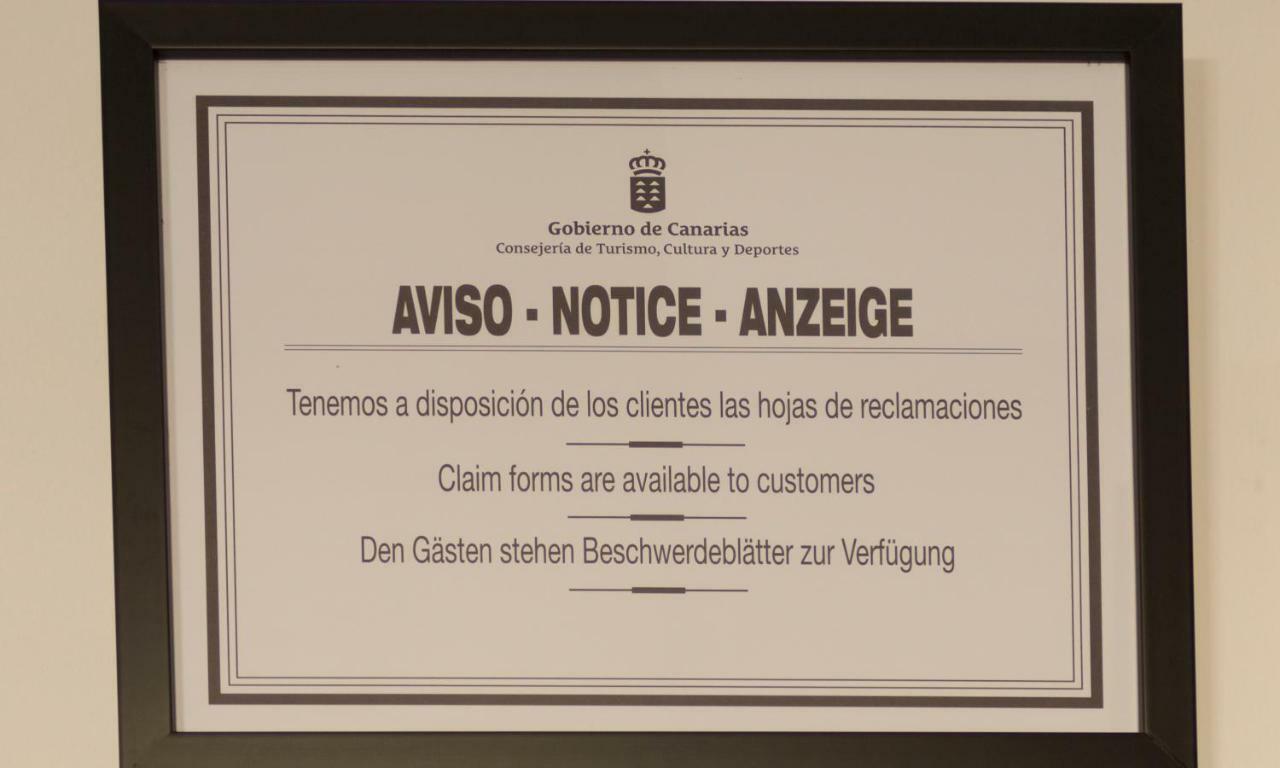 Gobierno de Canarias
Consejería de Turismo, Cultura y Deportes
AVISO - NOTICE - ANZEIGE
Tenemos a disposición de los clientes las hojas de reclamaciones
Claim forms are available to customers
Den Gästen stehen Beschwerdeblätter zur Verfügung